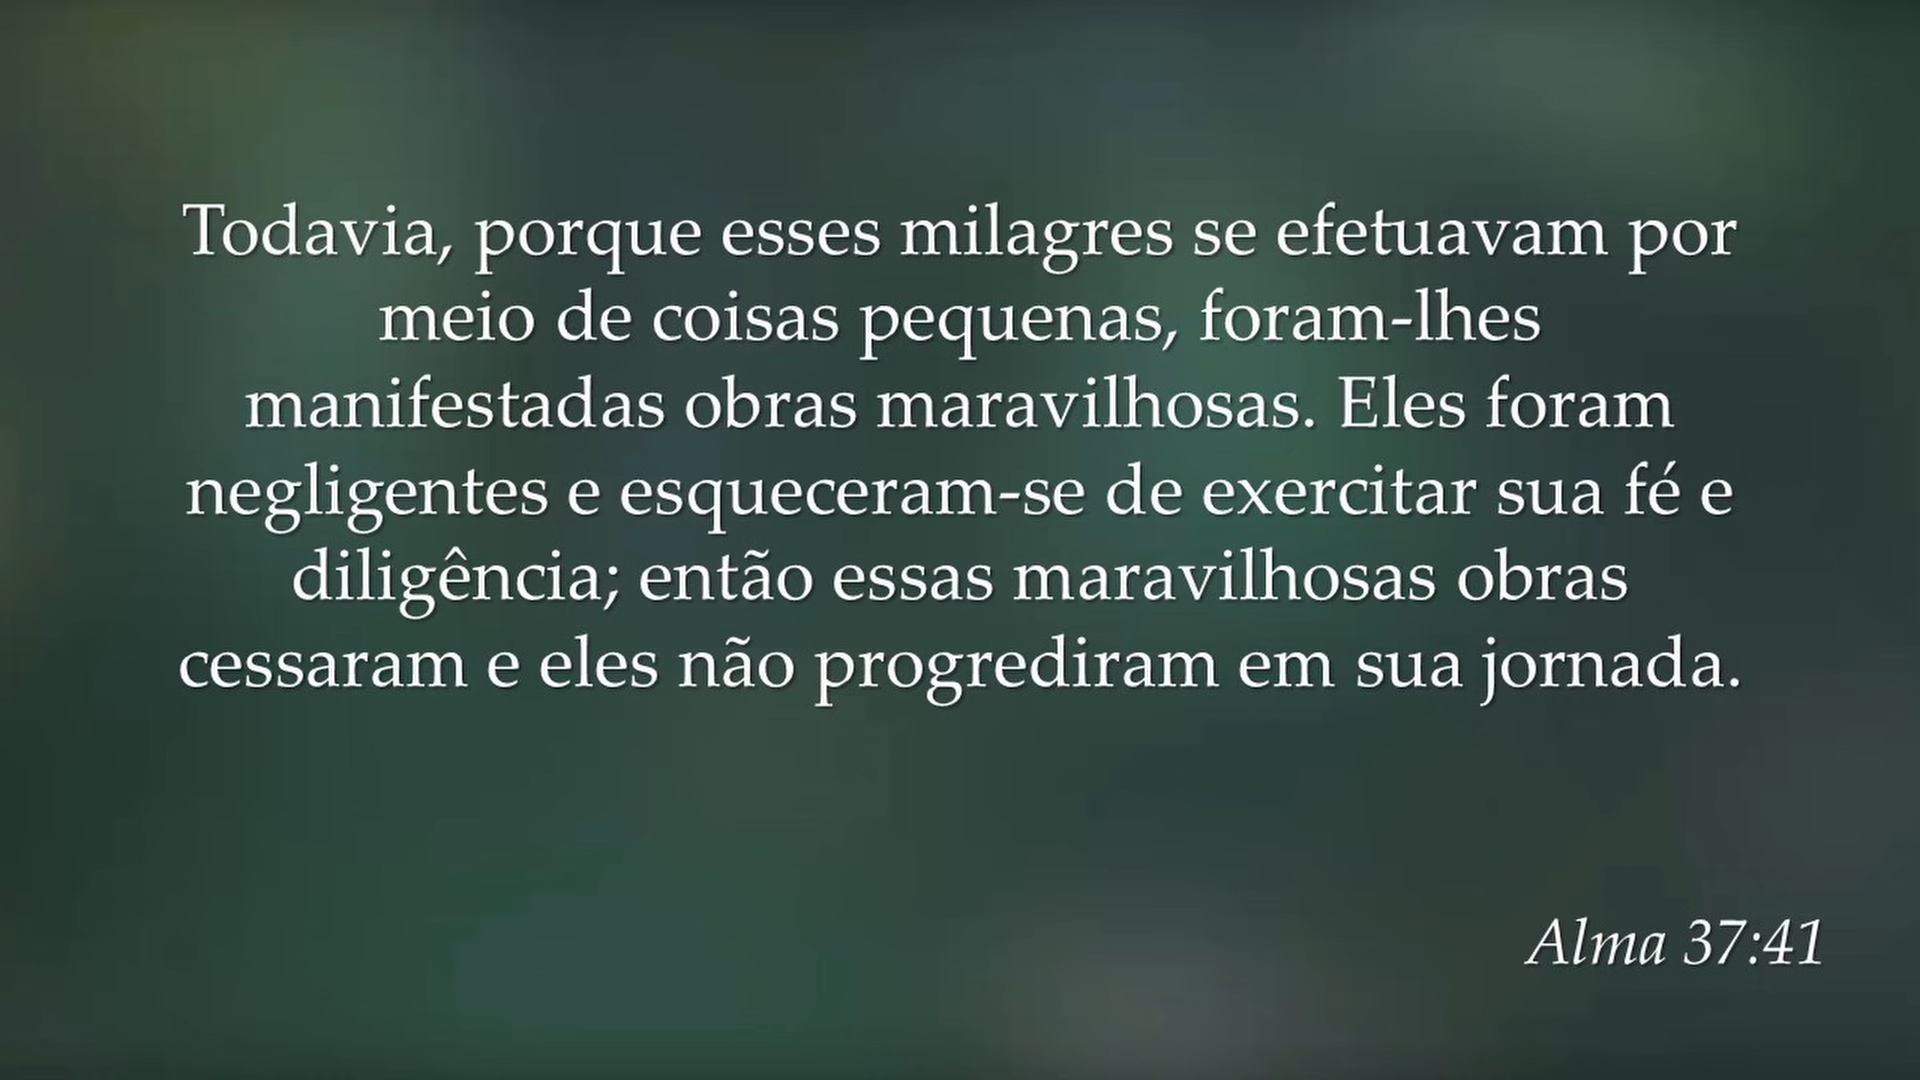 Todavia, porque esses milagres se efetuavam por
meio de coisas pequenas, foram-lhes
manifestadas obras maravilhosas. Eles foram
negligentes e esqueceram-se de exercitar sua fé e
diligência; então essas maravilhosas obras
cessaram e eles não progrediram em sua jornada.
Alma 37:41